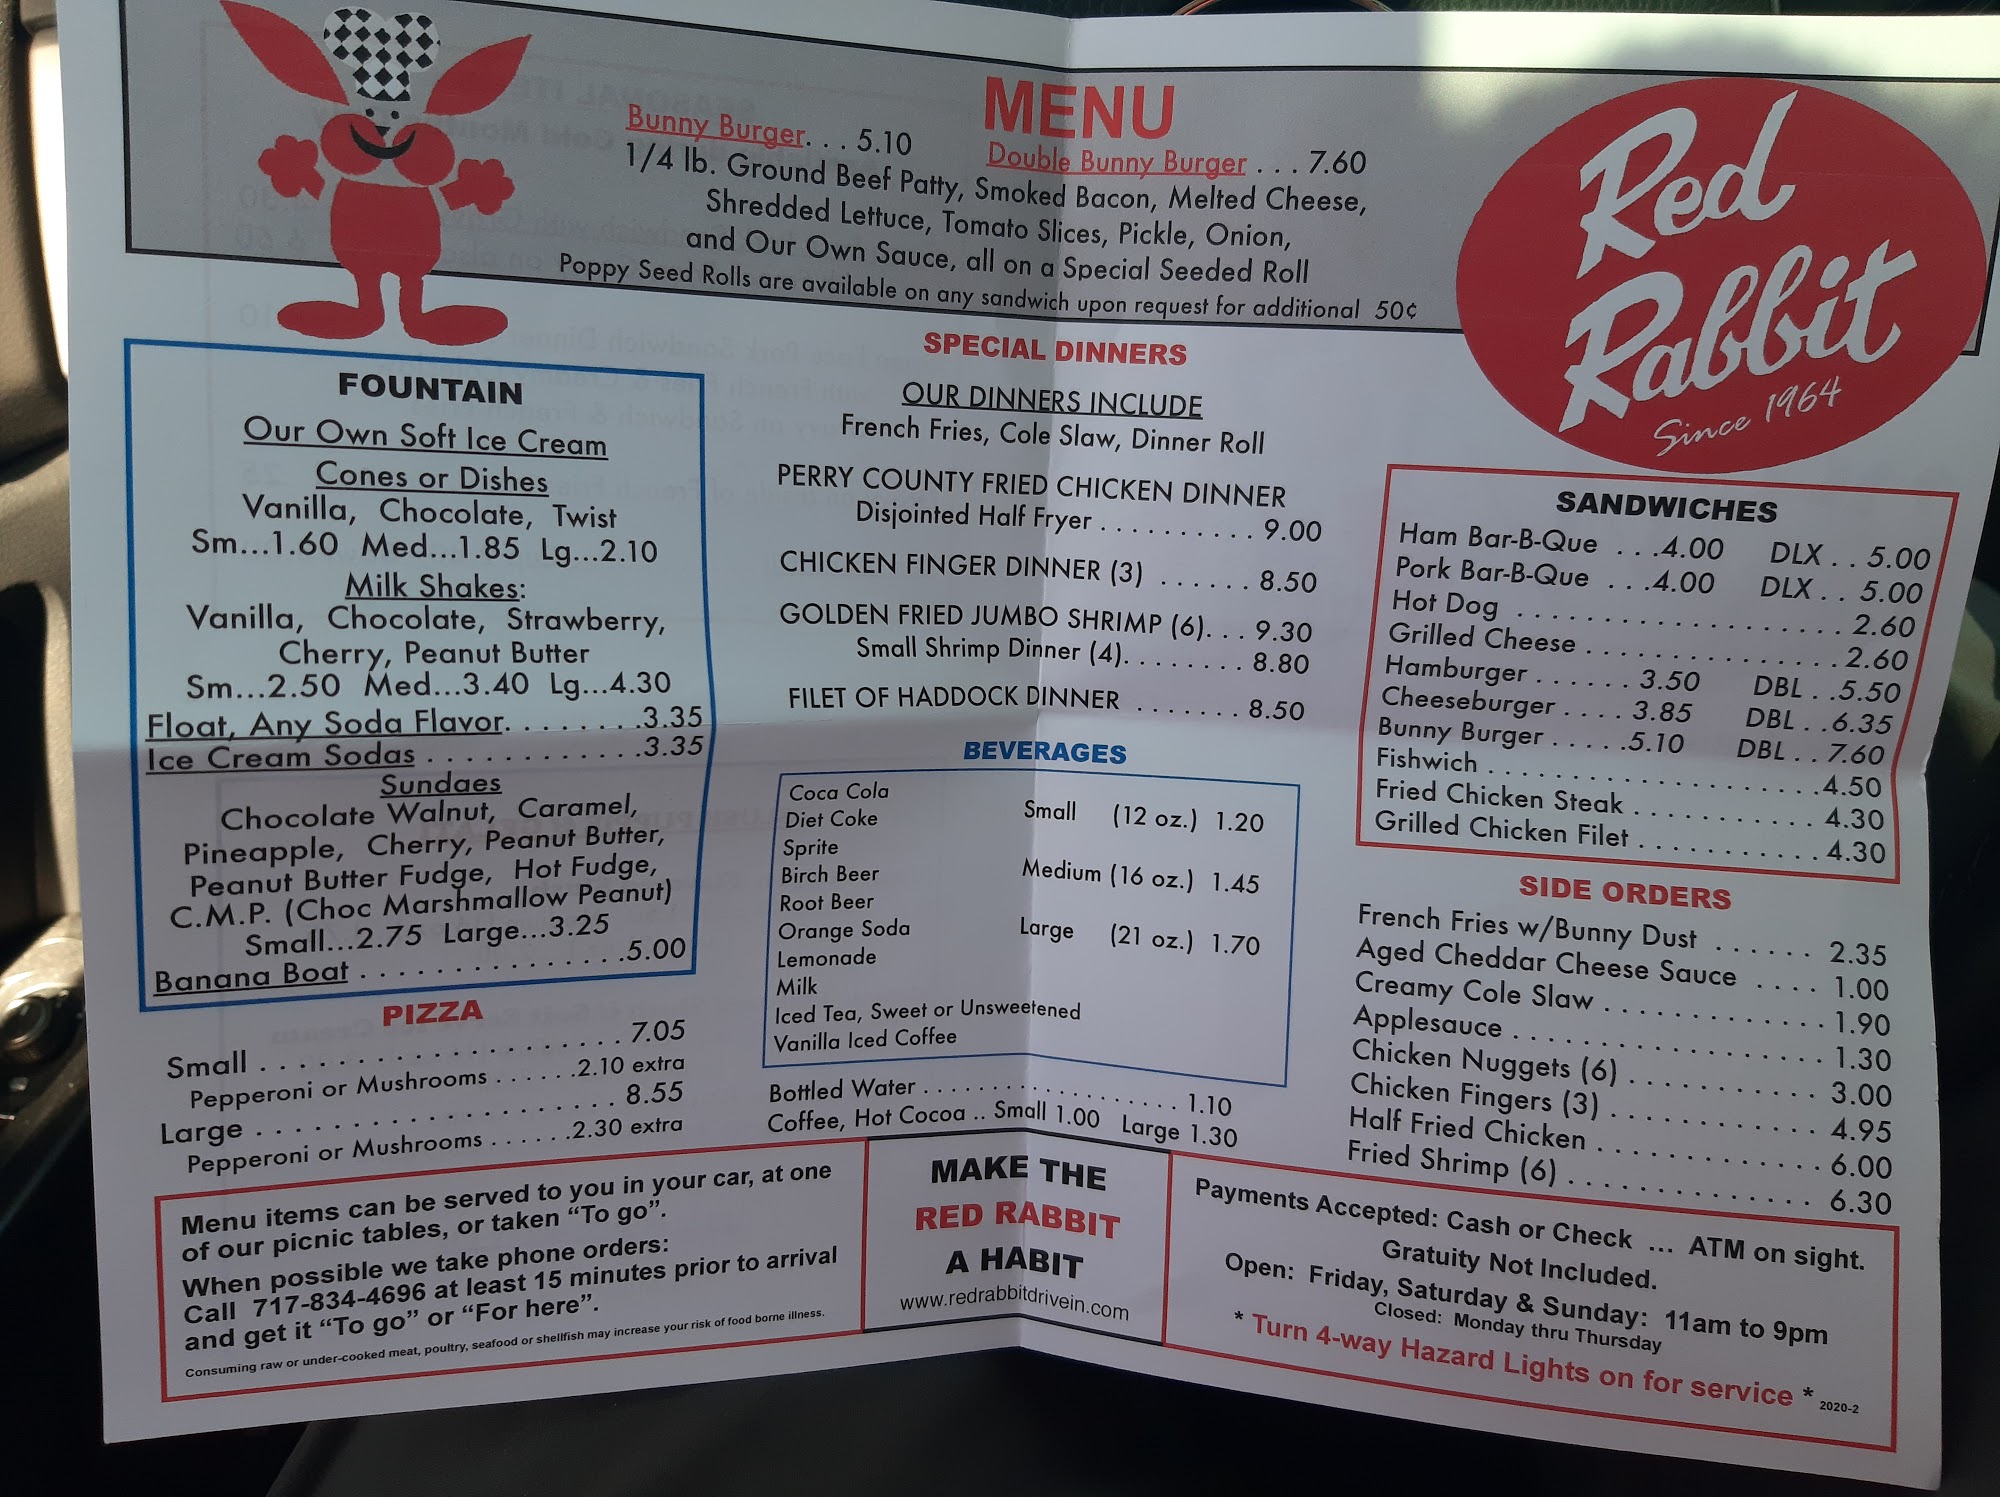 MENU
Bunny Burger. . . 5.10
Double Bunny Burger . . . 7.60
1/4 lb. Ground Beef Patty, Smoked Bacon, Melted Cheese,
Shredded Lettuce, Tomato Slices, Pickle, Onion,
and Our Own Sauce, all on a Special Seeded Roll
Poppy Seed Rolls are available on any sandwich upon request for additional 50¢
Red
Rabbit
Since 1964
FOUNTAIN
Our Own Soft Ice Cream
Cones or Dishes
Vanilla, Chocolate, Twist
Sm...1.60 Med...1.85 Lg...2.10
Milk Shakes:
Vanilla, Chocolate, Strawberry,
Cherry, Peanut Butter
Sm...2.50 Med...3.40 Lg...4.30
Float, Any Soda Flavor. . . . . . . .3.35
Ice Cream Sodas . . . . . . . . . . . .3.35
Sundaes
Chocolate Walnut, Caramel,
Pineapple, Cherry, Peanut Butter,
Peanut Butter Fudge, Hot Fudge,
C.M.P. (Choc Marshmallow Peanut)
Small...2.75 Large...3.25
Banana Boat . . . . . . . . . . . . . . . .5.00
PIZZA
Small . . . . . . . . . . . . . . . . . . . . 7.05
Pepperoni or Mushrooms . . . . . .2.10 extra
Large . . . . . . . . . . . . . . . . . . . . 8.55
Pepperoni or Mushrooms . . . . . .2.30 extra
SPECIAL DINNERS
OUR DINNERS INCLUDE
French Fries, Cole Slaw, Dinner Roll
PERRY COUNTY FRIED CHICKEN DINNER
Disjointed Half Fryer . . . . . . . . . . 9.00
CHICKEN FINGER DINNER (3) . . . . . . 8.50
GOLDEN FRIED JUMBO SHRIMP (6). . . 9.30
Small Shrimp Dinner (4). . . . . . . . 8.80
FILET OF HADDOCK DINNER . . . . . . . 8.50
BEVERAGES
Coca Cola
Diet Coke
Sprite
Birch Beer
Root Beer
Orange Soda
Lemonade
Milk
Iced Tea, Sweet or Unsweetened
Vanilla Iced Coffee
Small (12 oz.) 1.20
Medium (16 oz.) 1.45
Large (21 oz.) 1.70
Bottled Water . . . . . . . . . . . . . . . . . . 1.10
Coffee, Hot Cocoa .. Small 1.00 Large 1.30
SANDWICHES
Ham Bar-B-Que . . .4.00 DLX . . 5.00
Pork Bar-B-Que . . .4.00 DLX . . 5.00
Hot Dog . . . . . . . . . . . . . . . . . . . . 2.60
Grilled Cheese . . . . . . . . . . . . . . . 2.60
Hamburger . . . . . . 3.50 DBL . .5.50
Cheeseburger . . . . 3.85 DBL . .6.35
Bunny Burger . . . . .5.10 DBL . . 7.60
Fishwich . . . . . . . . . . . . . . . . . . . .4.50
Fried Chicken Steak . . . . . . . . . . . 4.30
Grilled Chicken Filet . . . . . . . . . . . 4.30
SIDE ORDERS
French Fries w/Bunny Dust . . . . . . 2.35
Aged Cheddar Cheese Sauce . . . . 1.00
Creamy Cole Slaw . . . . . . . . . . . . . 1.90
Applesauce . . . . . . . . . . . . . . . . . . 1.30
Chicken Nuggets (6) . . . . . . . . . . . 3.00
Chicken Fingers (3) . . . . . . . . . . . . 4.95
Half Fried Chicken . . . . . . . . . . . . . 6.00
Fried Shrimp (6) . . . . . . . . . . . . . . 6.30
Menu items can be served to you in your car, at one
of our picnic tables, or taken “To go”.
When possible we take phone orders:
Call 717-834-4696 at least 15 minutes prior to arrival
and get it “To go” or “For here”.
Consuming raw or under-cooked meat, poultry, seafood or shellfish may increase your risk of food borne illness.
MAKE THE
RED RABBIT
A HABIT
www.redrabbitdrivein.com
Payments Accepted: Cash or Check ... ATM on sight.
Gratuity Not Included.
Open: Friday, Saturday & Sunday: 11am to 9pm
Closed: Monday thru Thursday
* Turn 4-way Hazard Lights on for service *
2020-2